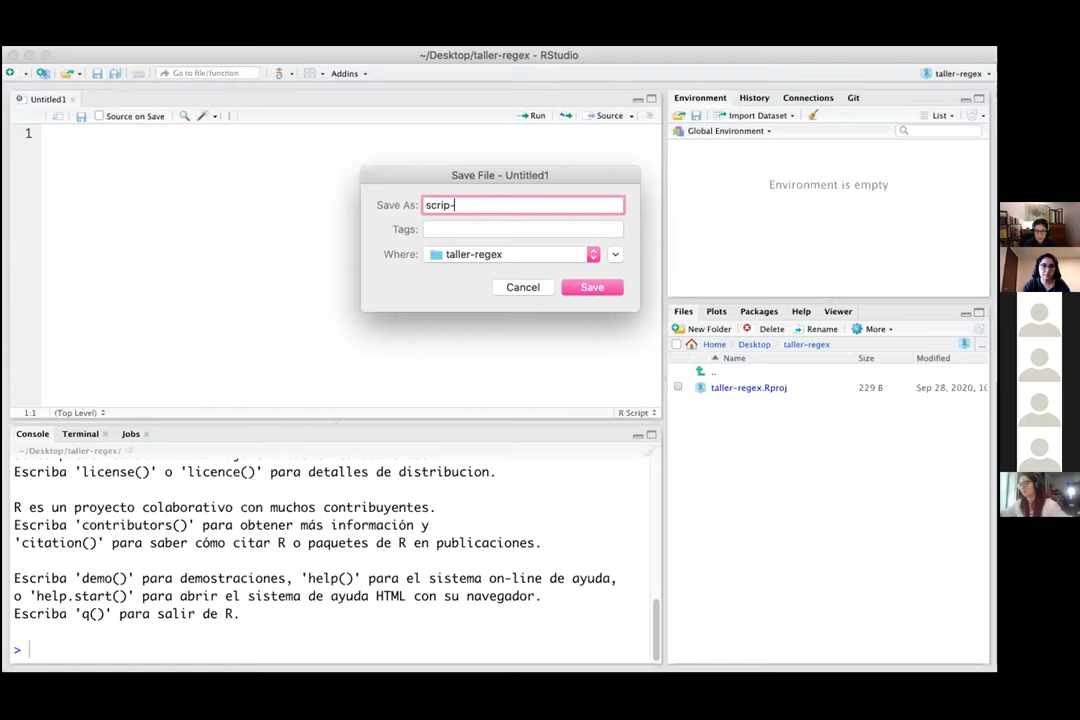 ~/Desktop/taller-regex - RStudio
Go to file/function
Addins
taller-regex
Untitled1
Source on Save
Run
Source
1
1:1
(Top Level)
R Script
Save File - Untitled1
Save As:
scrip-
Tags:
Where:
taller-regex
Cancel
Save
Environment
History
Connections
Git
Import Dataset
List
Global Environment
Environment is empty
Files
Plots
Packages
Help
Viewer
New Folder
Delete
Rename
More
Home
Desktop
taller-regex
...
Name
Size
Modified
..
taller-regex.Rproj
229 B
Sep 28, 2020, 10
Console
Terminal
Jobs
~/Desktop/taller-regex/
Escriba 'license()' o 'licence()' para detalles de distribucion.
R es un proyecto colaborativo con muchos contribuyentes.
Escriba 'contributors()' para obtener más información y
'citation()' para saber cómo citar R o paquetes de R en publicaciones.
Escriba 'demo()' para demostraciones, 'help()' para el sistema on-line de ayuda,
o 'help.start()' para abrir el sistema de ayuda HTML con su navegador.
Escriba 'q()' para salir de R.
>